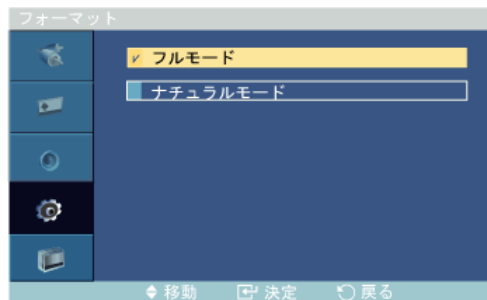 フォーマット
フルモード
ナチュラルモード
移動 決定 戻る